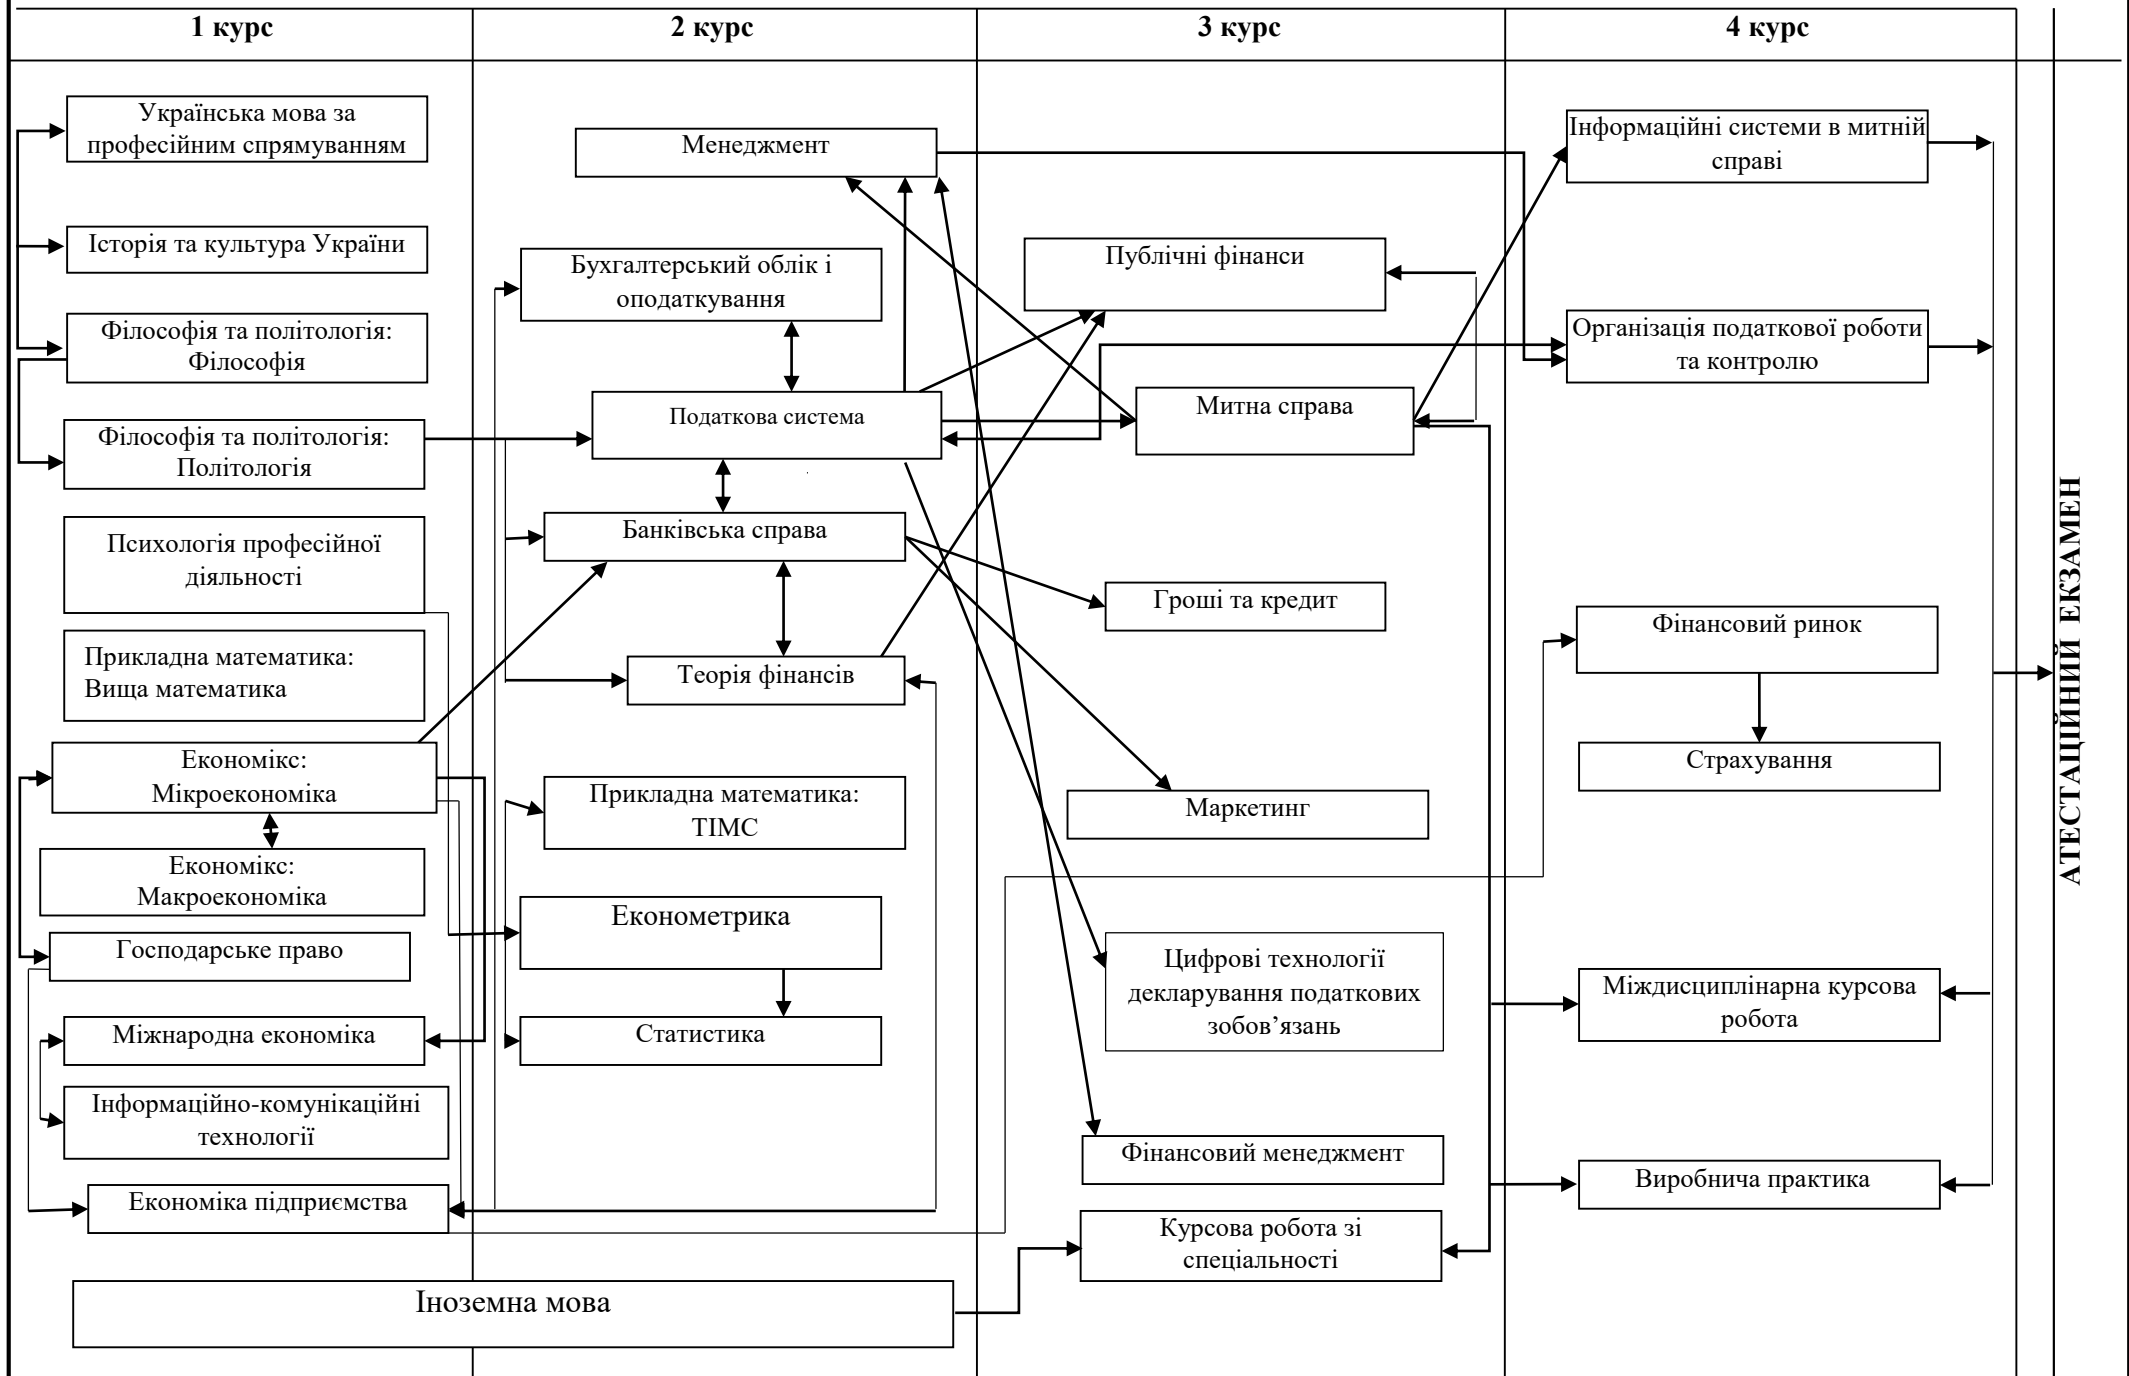 1 курс
2 курс
3 курс
4 курс
Українська мова за
професійним спрямуванням
Історія та культура України
Філософія та політологія:
Філософія
Філософія та політологія:
Політологія
Психологія професійної
діяльності
Прикладна математика:
Вища математика
Економікс:
Мікроекономіка
Економікс:
Макроекономіка
Господарське право
Міжнародна економіка
Інформаційно-комунікаційні
технології
Економіка підприємства
Іноземна мова
Менеджмент
Бухгалтерський облік і
оподаткування
Податкова система
Банківська справа
Теорія фінансів
Прикладна математика:
ТІМС
Економетрика
Статистика
Публічні фінанси
Митна справа
Гроші та кредит
Маркетинг
Цифрові технології
декларування податкових
зобов’язань
Фінансовий менеджмент
Курсова робота зі
спеціальності
Інформаційні системи в митній
справі
Організація податкової роботи
та контролю
Фінансовий ринок
Страхування
Міждисциплінарна курсова
робота
Виробнича практика
АТЕСТАЦІЙНИЙ ЕКЗАМЕН